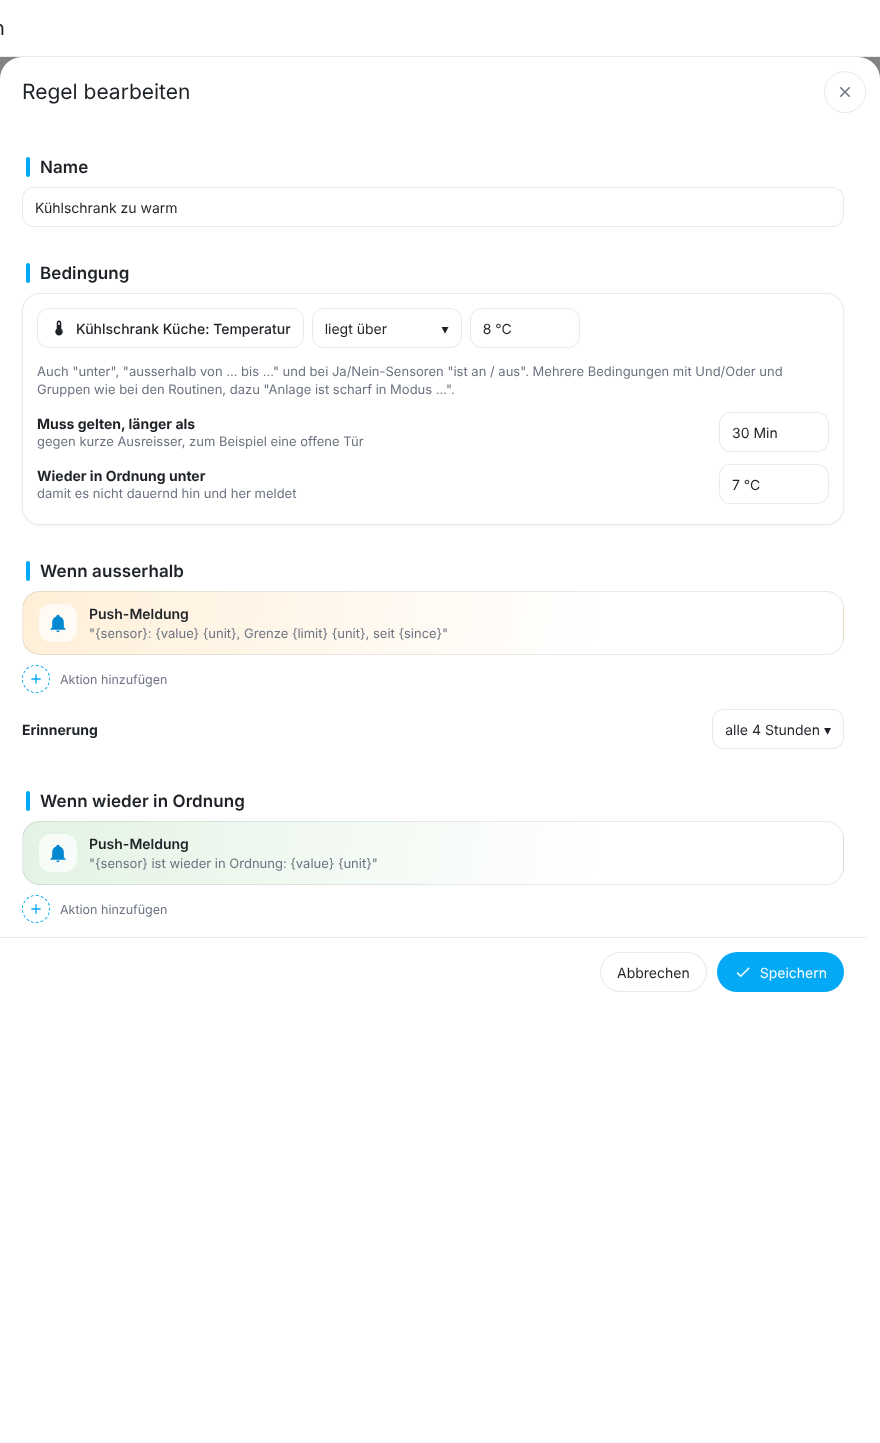 n
Regel bearbeiten
Name
Kühlschrank zu warm
Bedingung
Kühlschrank Küche: Temperatur
liegt über
8 °C
Auch "unter", "ausserhalb von ... bis ..." und bei Ja/Nein-Sensoren "ist an / aus". Mehrere Bedingungen mit Und/Oder und
Gruppen wie bei den Routinen, dazu "Anlage ist scharf in Modus ...".
Muss gelten, länger als
gegen kurze Ausreisser, zum Beispiel eine offene Tür
30 Min
Wieder in Ordnung unter
damit es nicht dauernd hin und her meldet
7 °C
Wenn ausserhalb
Push-Meldung
"{sensor}: {value} {unit}, Grenze {limit} {unit}, seit {since}"
Aktion hinzufügen
Erinnerung
alle 4 Stunden
Wenn wieder in Ordnung
Push-Meldung
"{sensor} ist wieder in Ordnung: {value} {unit}"
Aktion hinzufügen
Abbrechen
Speichern